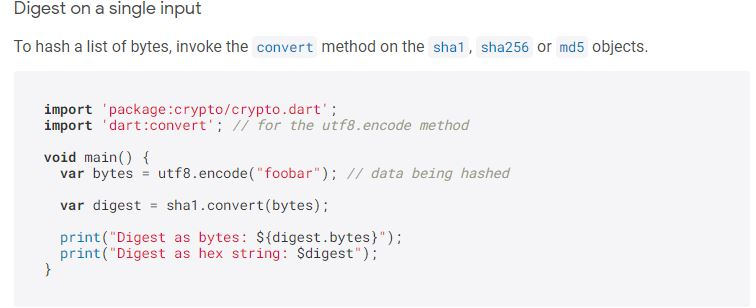 Digest on a single input
To hash a list of bytes, invoke the convert method on the sha1, sha256 or md5 objects.
import 'package:crypto/crypto.dart';
import 'dart:convert'; // for the utf8.encode method
void main() {
  var bytes = utf8.encode("foobar"); // data being hashed
  var digest = sha1.convert(bytes);
  print("Digest as bytes: ${digest.bytes}");
  print("Digest as hex string: $digest");
}